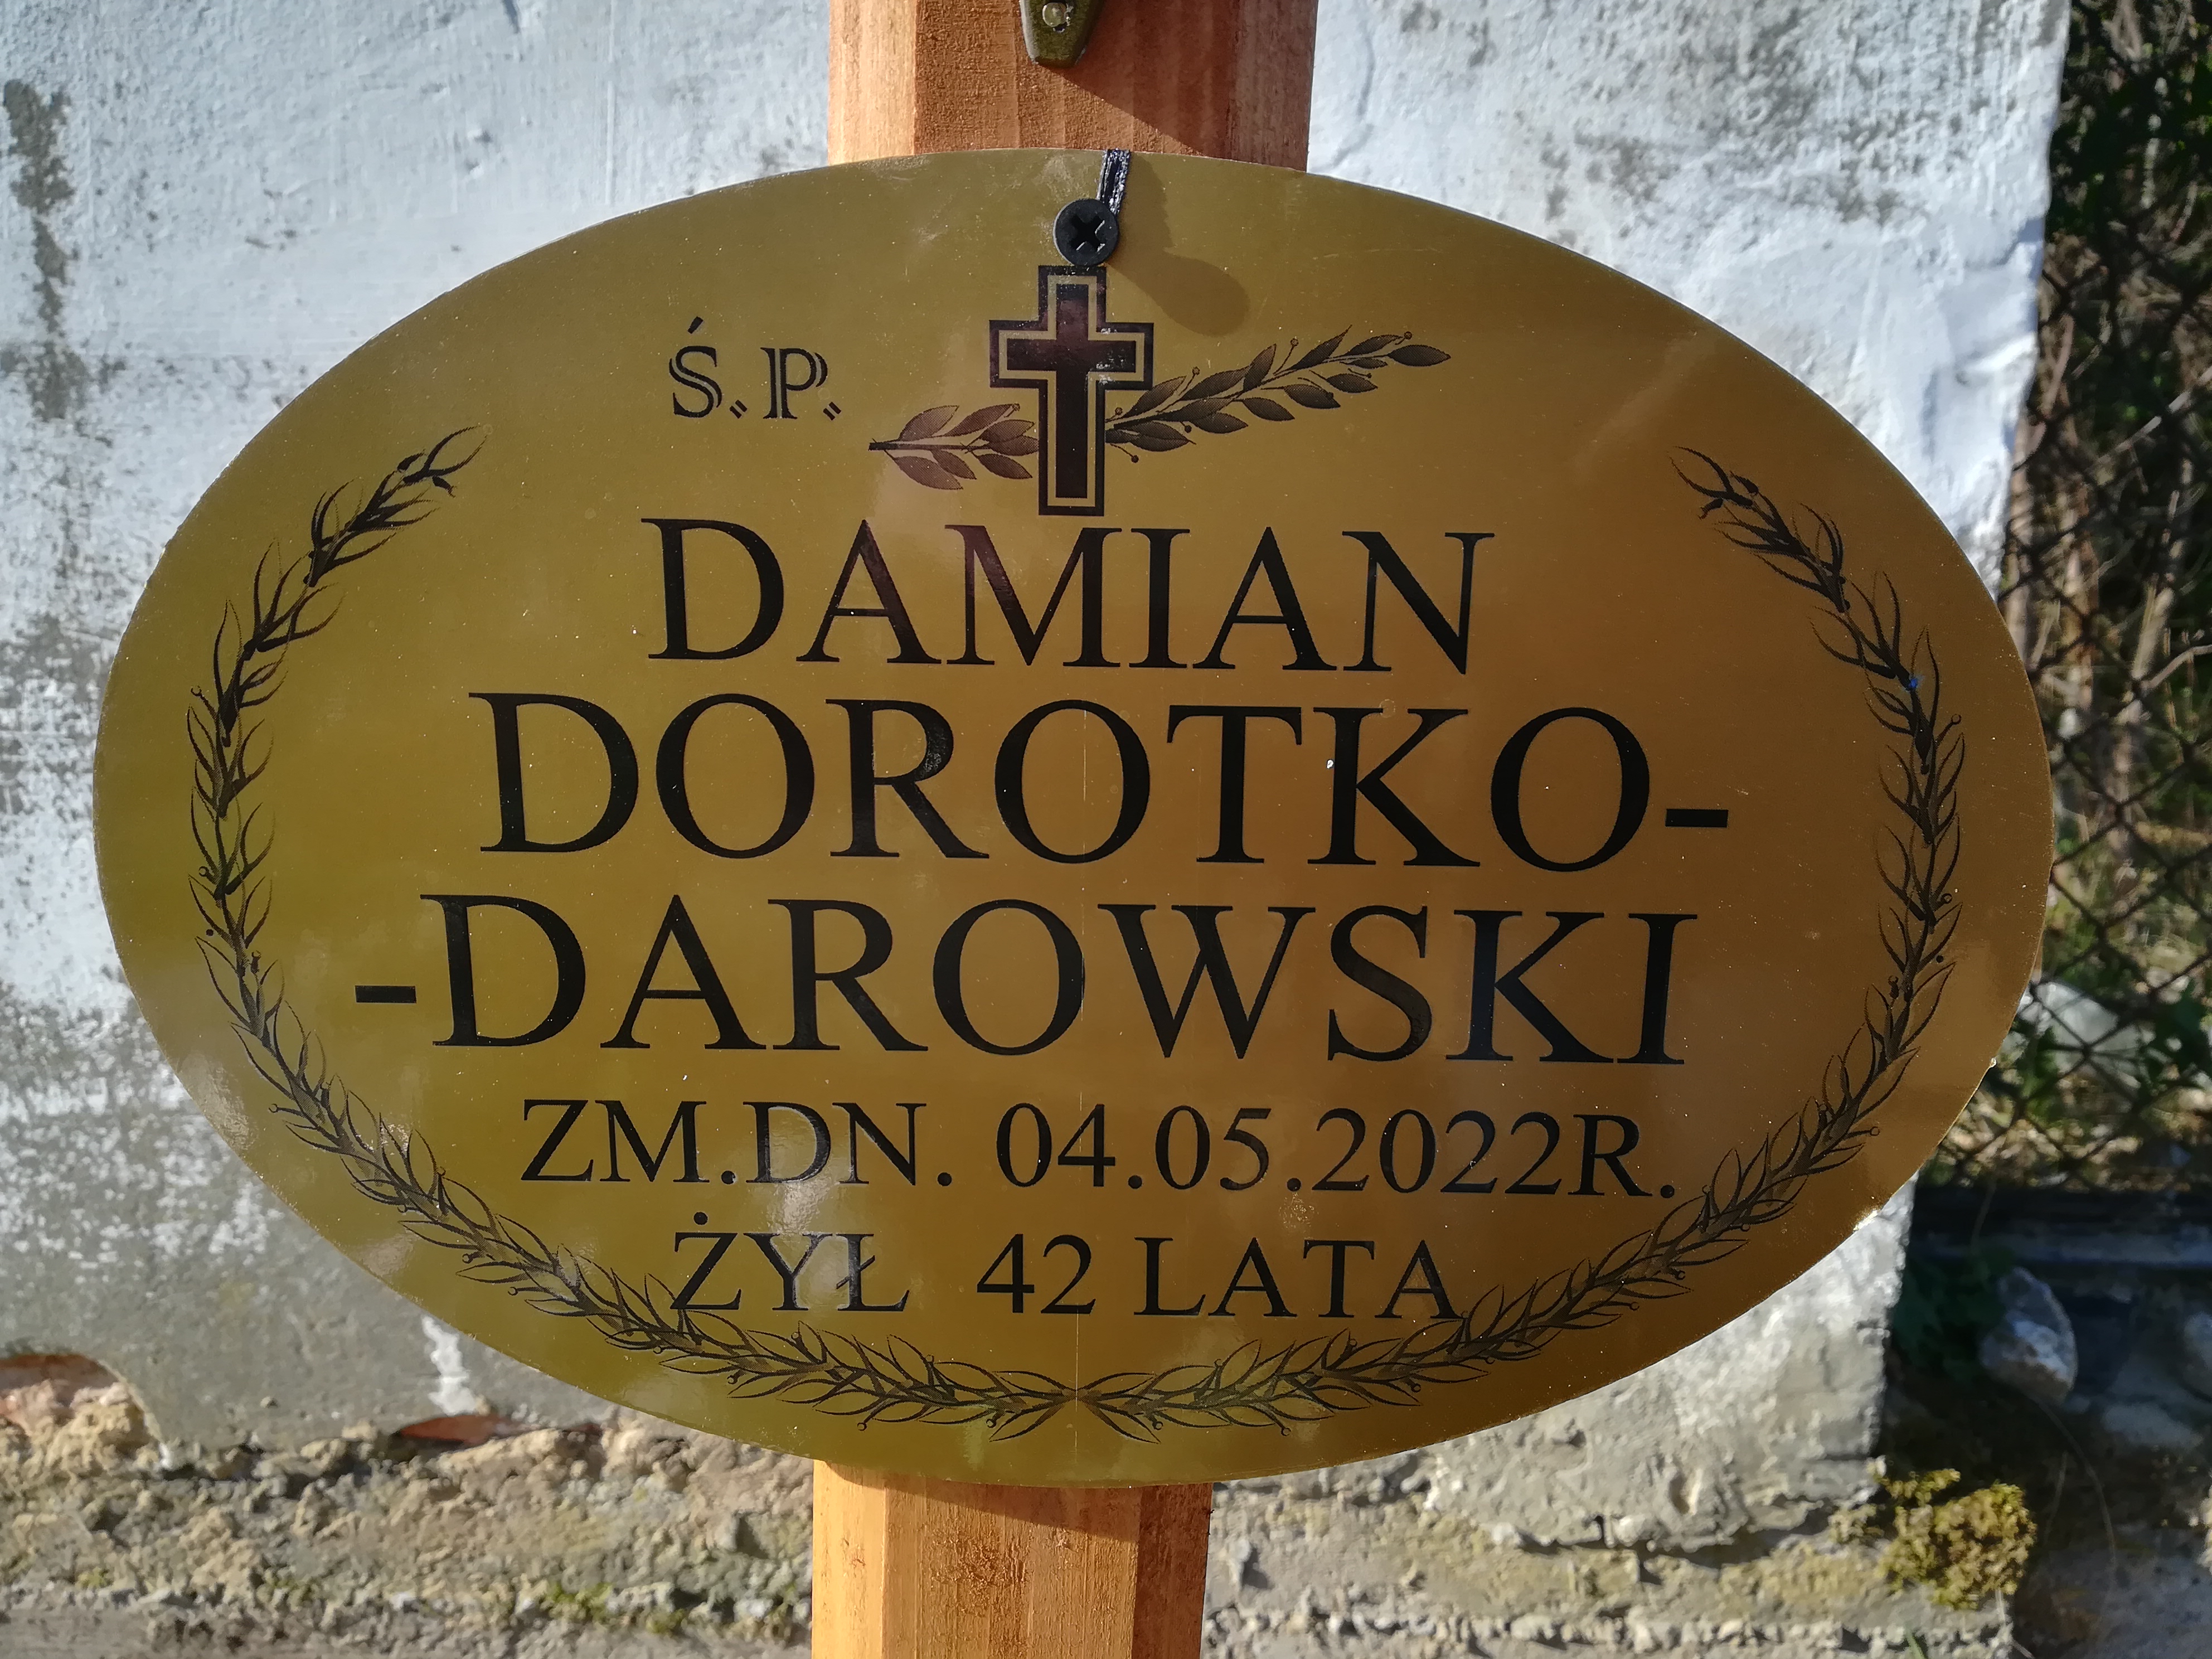 Ś.P.
DAMIAN
DOROTKO-
-DAROWSKI
ZM.DN. 04.05.2022R.
ŻYŁ 42 LATA